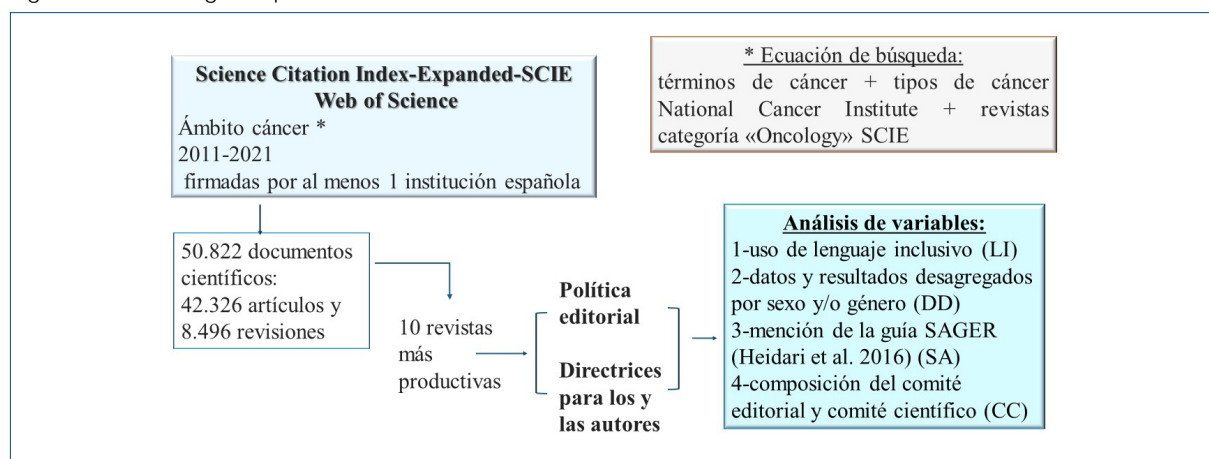 Science Citation Index-Expanded-SCIE
Web of Science
Ámbito cáncer *
2011-2021
firmadas por al menos 1 institución española
* Ecuación de búsqueda:
términos de cáncer + tipos de cáncer
National Cancer Institute + revistas
categoría «Oncology» SCIE
50.822 documentos
científicos:
42.326 artículos y
8.496 revisiones
10 revistas
más
productivas
Política
editorial
Directrices
para los y
las autores
Análisis de variables:
1-uso de lenguaje inclusivo (LI)
2-datos y resultados desagregados
por sexo y/o género (DD)
3-mención de la guía SAGER
(Heidari et al. 2016) (SA)
4-composición del comité
editorial y comité científico (CC)